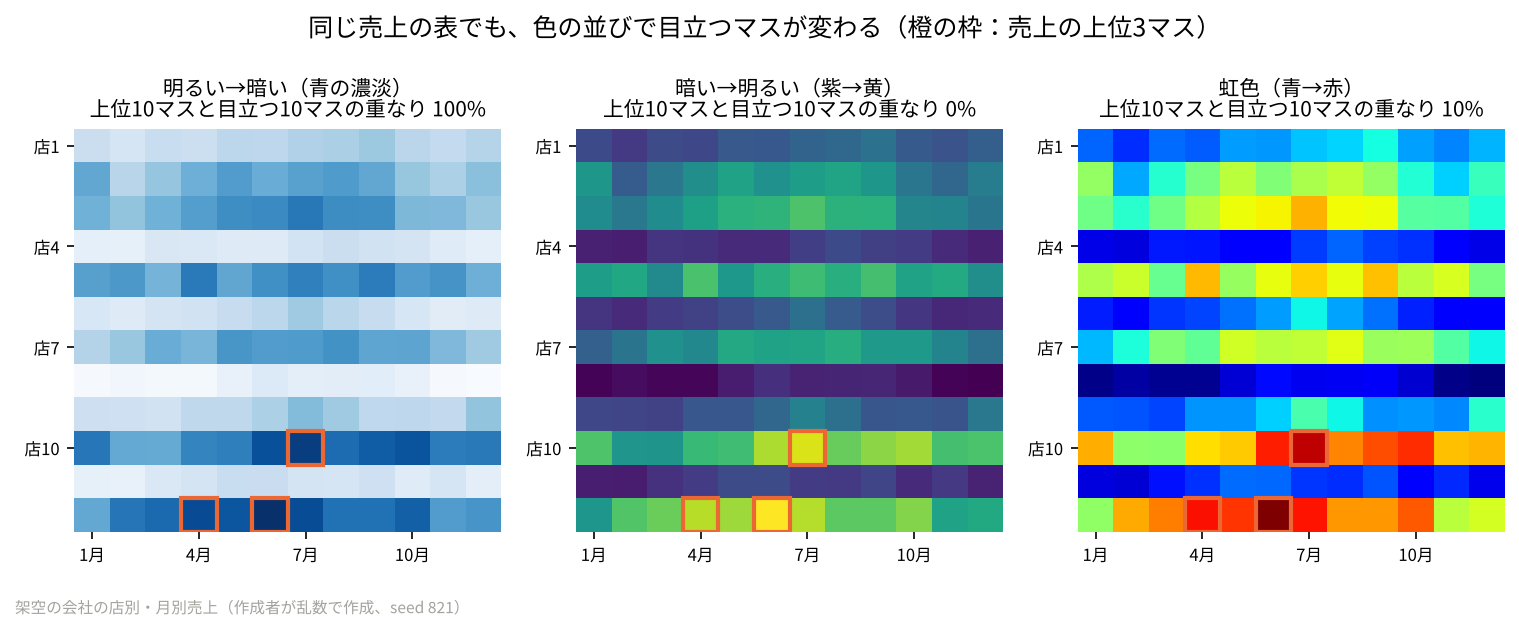 同じ売上の表でも、色の並びで目立つマスが変わる（橙の枠：売上の上位3マス）
明るい→暗い（青の濃淡）
上位10マスと目立つ10マスの重なり 100%
店1
店4
店7
店10
1月
4月
7月
10月
暗い→明るい（紫→黄）
上位10マスと目立つ10マスの重なり 0%
店1
店4
店7
店10
1月
4月
7月
10月
虹色（青→赤）
上位10マスと目立つ10マスの重なり 10%
店1
店4
店7
店10
1月
4月
7月
10月
架空の会社の店別・月別売上（作成者が乱数で作成、seed 821）